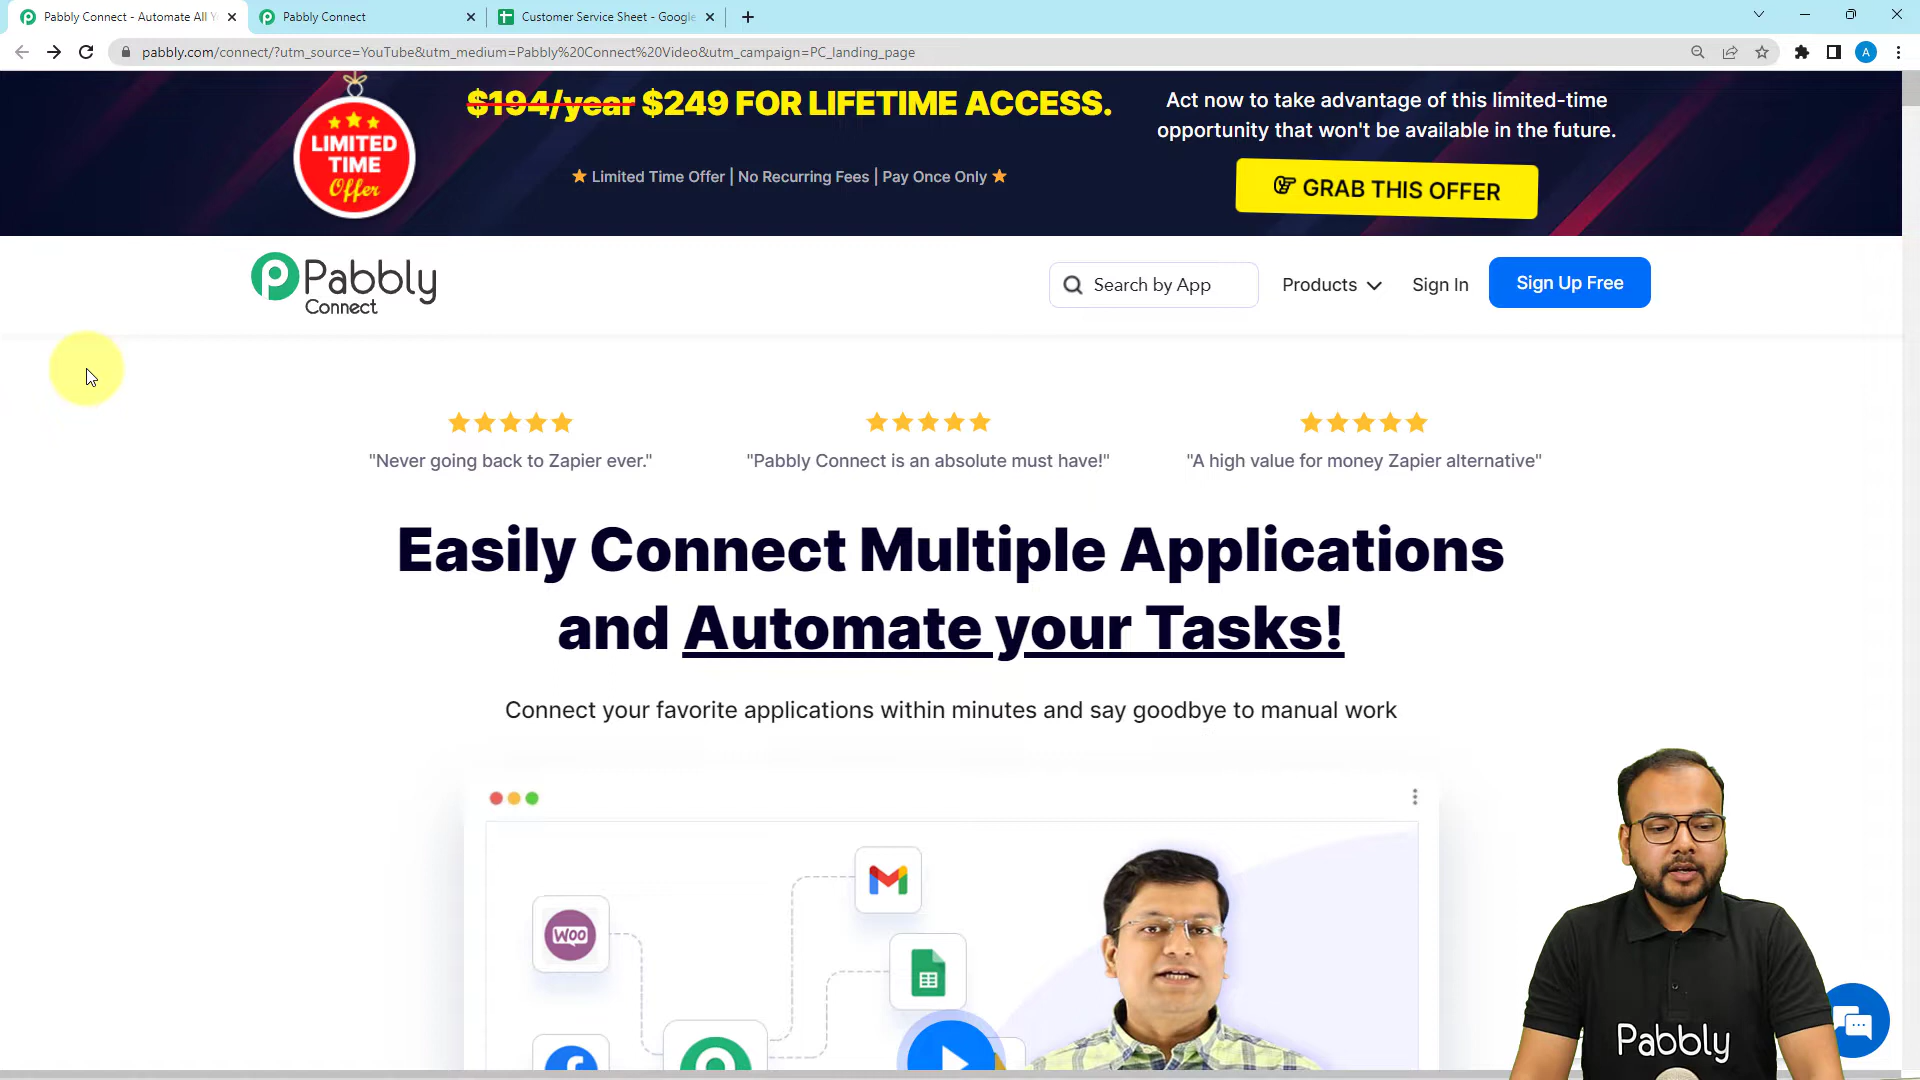 Pabbly Connect - Automate All Y
Pabbly Connect
Customer Service Sheet - Google
pabbly.com/connect/?utm_source=YouTube&utm_medium=Pabbly%20Connect%20Video&utm_campaign=PC_landing_page
A
LIMITED
TIME
Offer
$194/year $249 FOR LIFETIME ACCESS.
Limited Time Offer | No Recurring Fees | Pay Once Only
Act now to take advantage of this limited-time
opportunity that won't be available in the future.
GRAB THIS OFFER
Pabbly
Connect
Search by App
Products
Sign In
Sign Up Free
"Never going back to Zapier ever."
"Pabbly Connect is an absolute must have!"
"A high value for money Zapier alternative"
Easily Connect Multiple Applications
and Automate your Tasks!
Connect your favorite applications within minutes and say goodbye to manual work
WOO
Pabbly